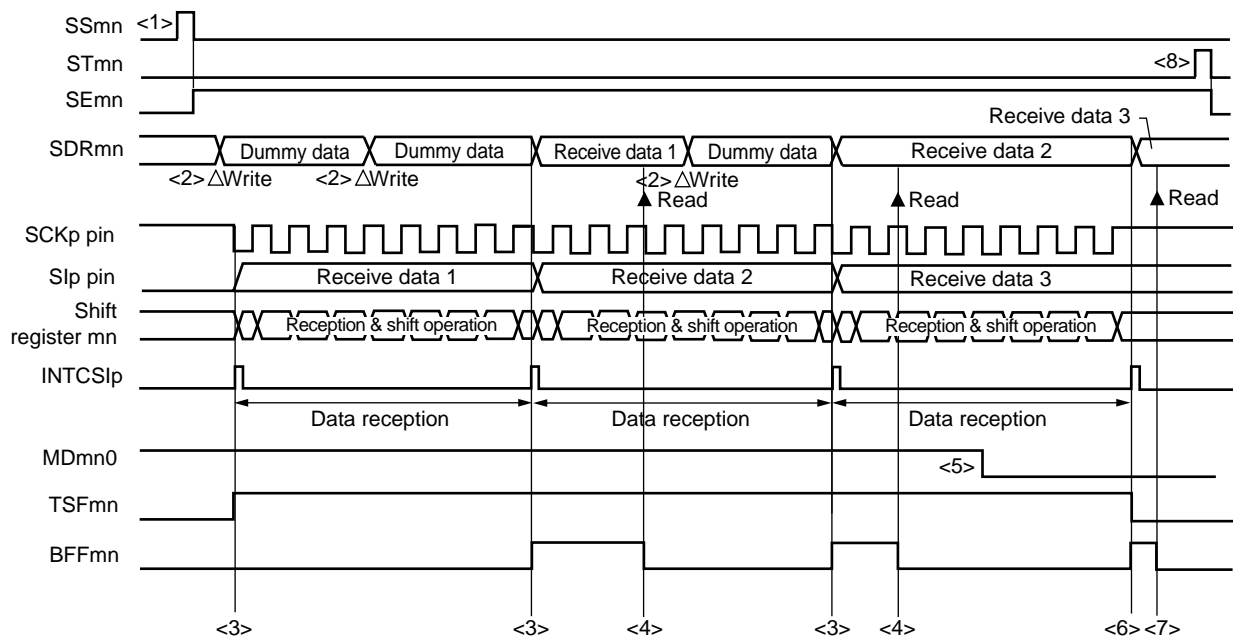 SSmn <1>
STmn <8>
SEmn
Receive data 3
SDRmn Dummy data Dummy data Receive data 1 Dummy data Receive data 2
<2> △Write <2> △Write <2> △Write
▲ Read ▲ Read ▲ Read
SCKp pin
SIp pin Receive data 1 Receive data 2 Receive data 3
Shift
register mn Reception & shift operation Reception & shift operation Reception & shift operation
INTCSIp
Data reception Data reception Data reception
MDmn0 <5>
TSFmn
BFFmn
<3> <3> <4> <3> <4> <6> <7>